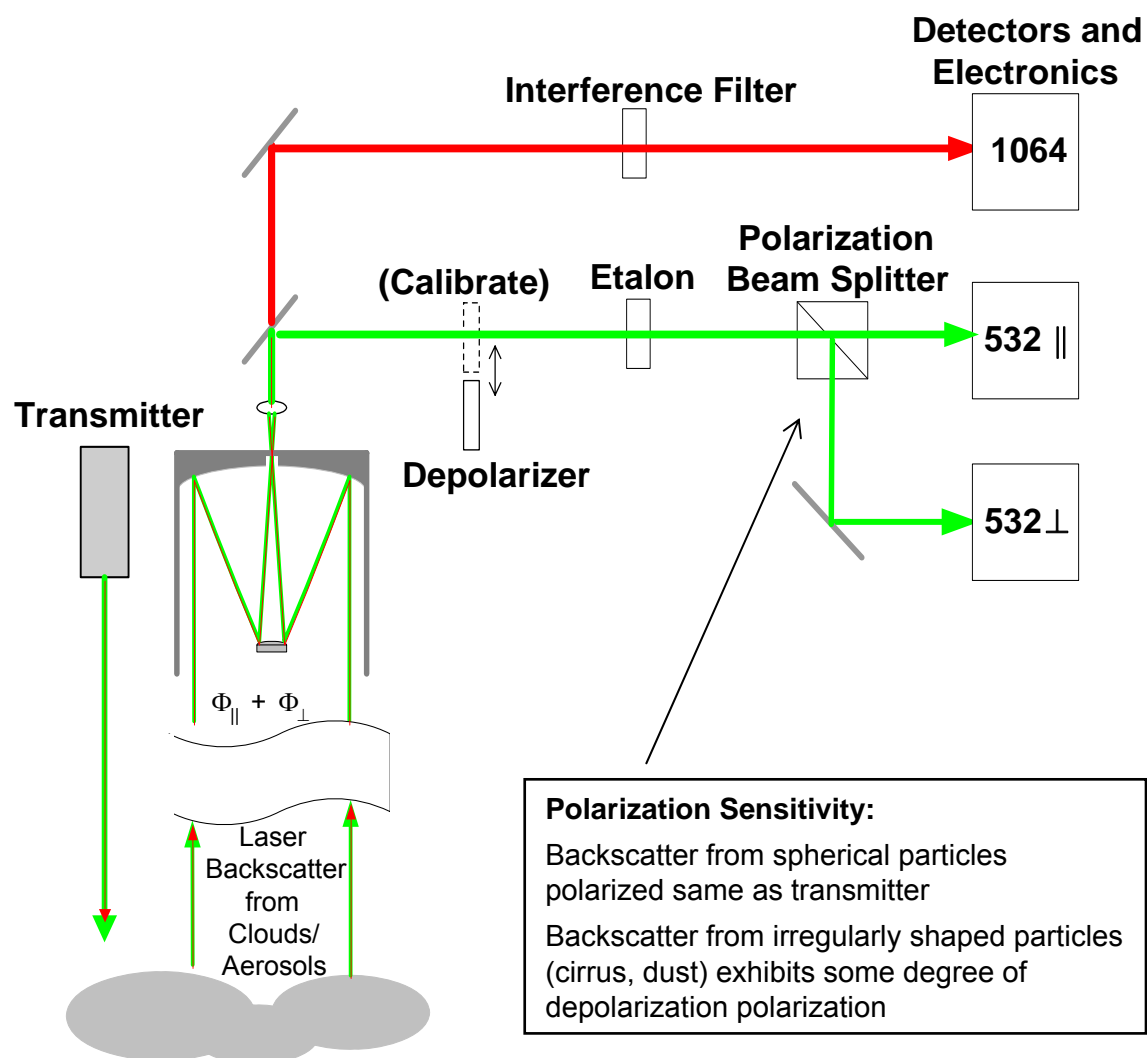 Detectors and
Electronics
Interference Filter
1064
Polarization
Beam Splitter
(Calibrate)
Etalon
532 ||
Transmitter
Depolarizer
532⊥
Φ|| + Φ⊥
Laser
Backscatter
from
Clouds/
Aerosols
Polarization Sensitivity:
Backscatter from spherical particles
polarized same as transmitter
Backscatter from irregularly shaped particles
(cirrus, dust) exhibits some degree of
depolarization polarization